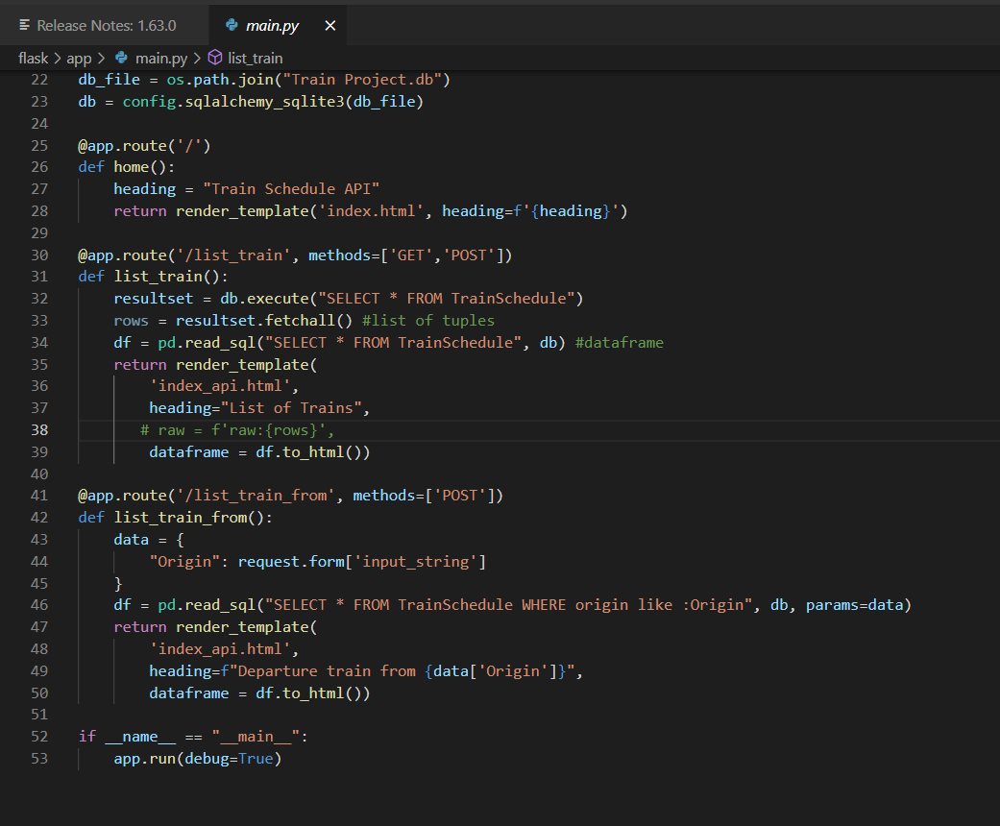 Release Notes: 1.63.0
main.py
flask > app > main.py > list_train
22 db_file = os.path.join("Train Project.db")
23 db = config.sqlalchemy_sqlite3(db_file)
24
25 @app.route('/')
26 def home():
27     heading = "Train Schedule API"
28     return render_template('index.html', heading=f'{heading}')
29
30 @app.route('/list_train', methods=['GET','POST'])
31 def list_train():
32     resultset = db.execute("SELECT * FROM TrainSchedule")
33     rows = resultset.fetchall() #list of tuples
34     df = pd.read_sql("SELECT * FROM TrainSchedule", db) #dataframe
35     return render_template(
36         'index_api.html',
37         heading="List of Trains",
38        # raw = f'raw:{rows}',
39         dataframe = df.to_html())
40
41 @app.route('/list_train_from', methods=['POST'])
42 def list_train_from():
43     data = {
44         "Origin": request.form['input_string']
45     }
46     df = pd.read_sql("SELECT * FROM TrainSchedule WHERE origin like :Origin", db, params=data)
47     return render_template(
48         'index_api.html',
49         heading=f"Departure train from {data['Origin']}",
50         dataframe = df.to_html())
51
52 if __name__ == "__main__":
53     app.run(debug=True)